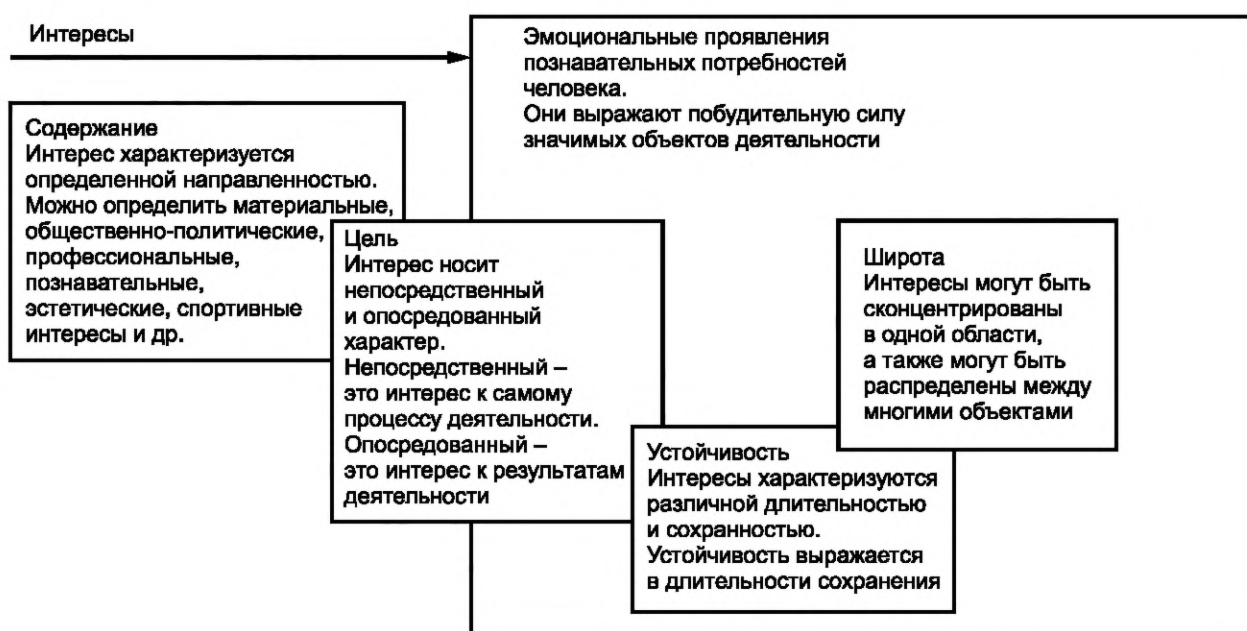 Интересы
Эмоциональные проявления
познавательных потребностей
человека.
Они выражают побудительную силу
значимых объектов деятельности
Содержание
Интерес характеризуется
определенной направленностью.
Можно определить материальные,
общественно-политические,
профессиональные,
познавательные,
эстетические, спортивные
интересы и др.
Цель
Интерес носит
непосредственный
и опосредованный
характер.
Непосредственный –
это интерес к самому
процессу деятельности.
Опосредованный –
это интерес к результатам
деятельности
Устойчивость
Интересы характеризуются
различной длительностью
и сохранностью.
Устойчивость выражается
в длительности сохранения
Широта
Интересы могут быть
сконцентрированы
в одной области,
а также могут быть
распределены между
многими объектами